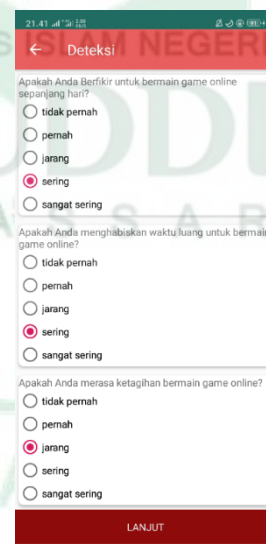 21.41
Deteksi
Apakah Anda Berfikir untuk bermain game online
sepanjang hari?
tidak pernah
pernah
jarang
sering
sangat sering
Apakah Anda menghabiskan waktu luang untuk bermain
game online?
tidak pernah
pernah
jarang
sering
sangat sering
Apakah Anda merasa ketagihan bermain game online?
tidak pernah
pernah
jarang
sering
sangat sering
LANJUT